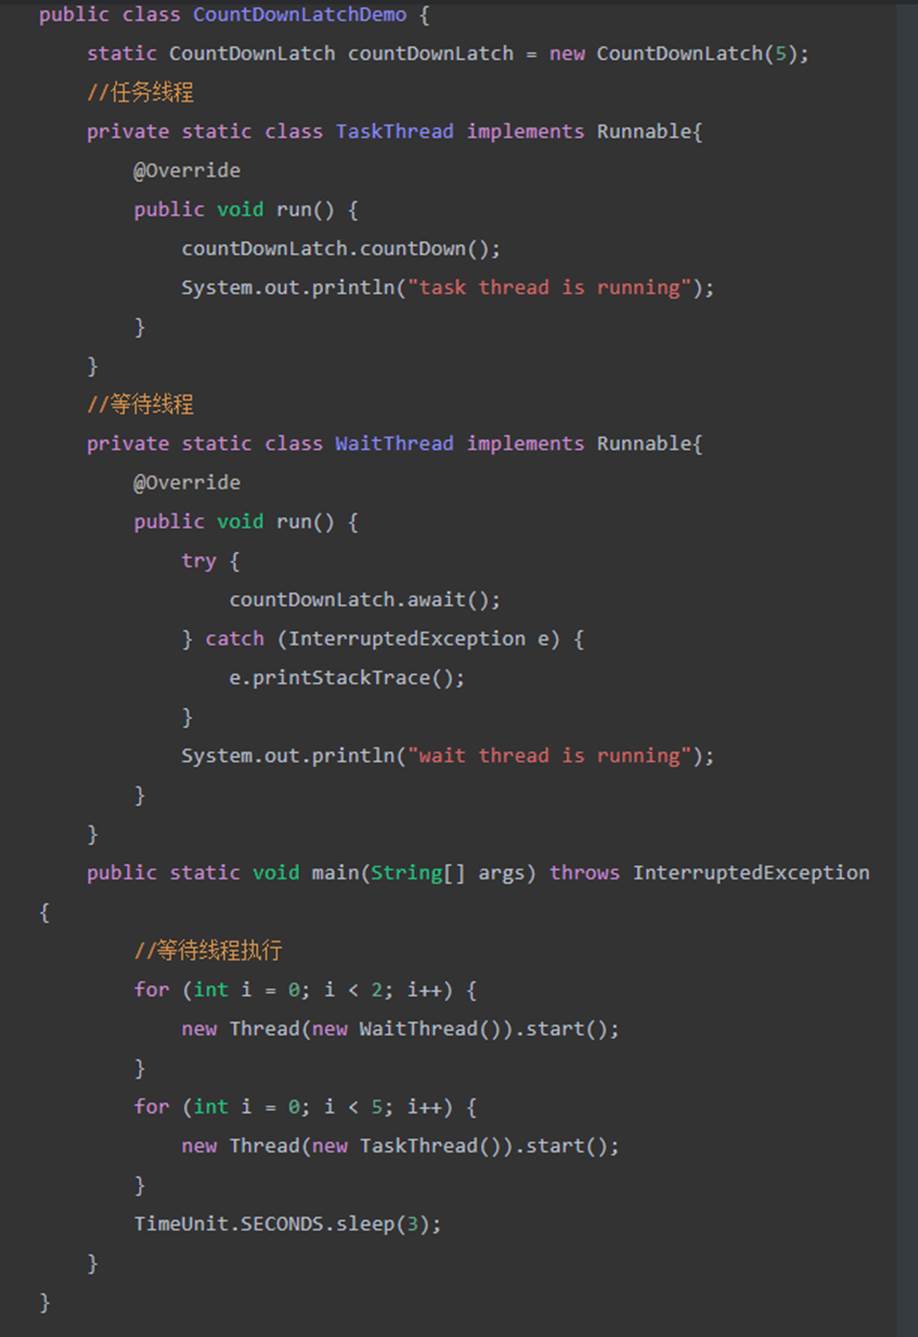 public class CountDownLatchDemo {
    static CountDownLatch countDownLatch = new CountDownLatch(5);
    //任务线程
    private static class TaskThread implements Runnable{
        @Override
        public void run() {
            countDownLatch.countDown();
            System.out.println("task thread is running");
        }
    }
    //等待线程
    private static class WaitThread implements Runnable{
        @Override
        public void run() {
            try {
                countDownLatch.await();
            } catch (InterruptedException e) {
                e.printStackTrace();
            }
            System.out.println("wait thread is running");
        }
    }
    public static void main(String[] args) throws InterruptedException
{
        //等待线程执行
        for (int i = 0; i < 2; i++) {
            new Thread(new WaitThread()).start();
        }
        for (int i = 0; i < 5; i++) {
            new Thread(new TaskThread()).start();
        }
        TimeUnit.SECONDS.sleep(3);
    }
}